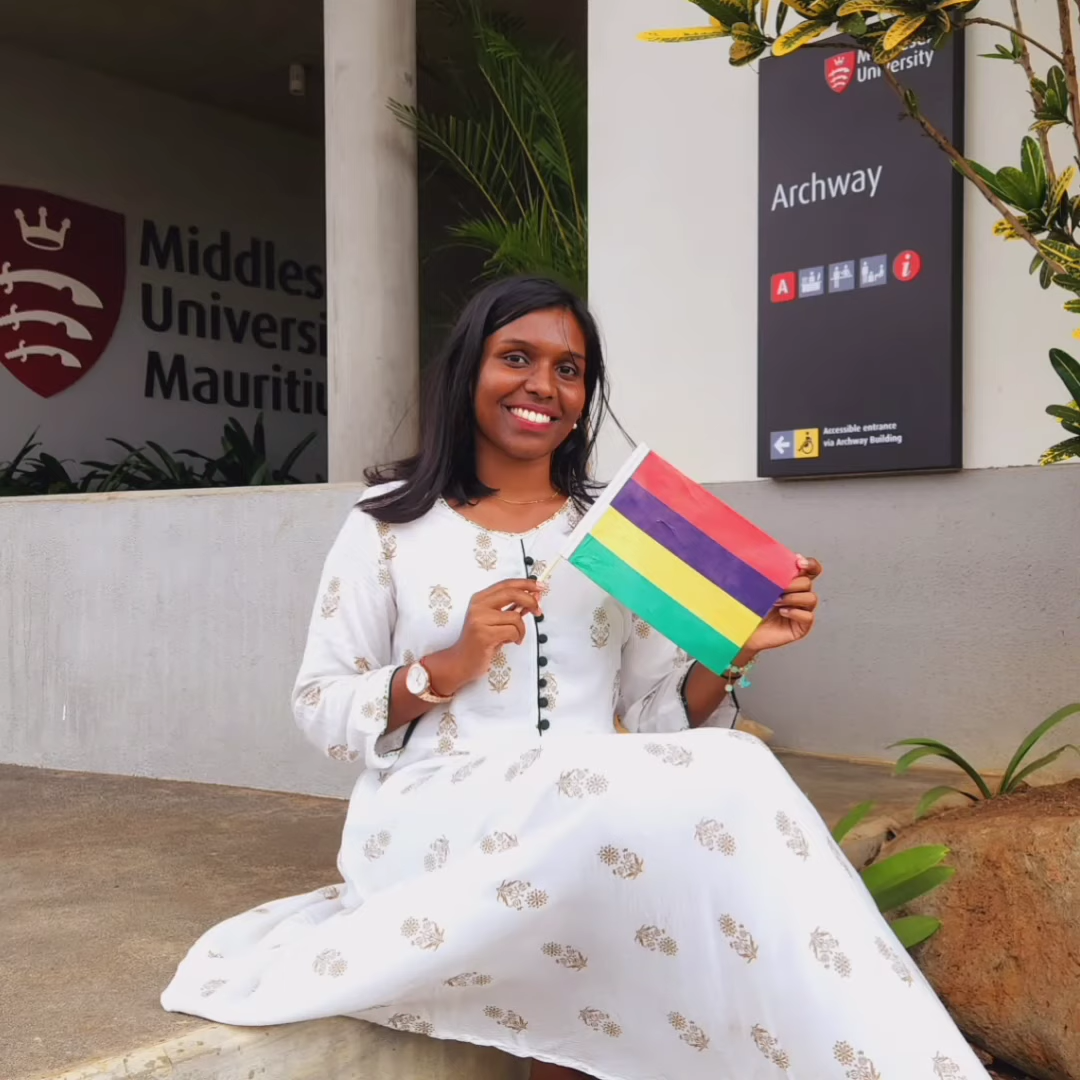 Middles
Universi
Mauritiu
University
Archway
A
i
Accessible entrance
via Archway Building